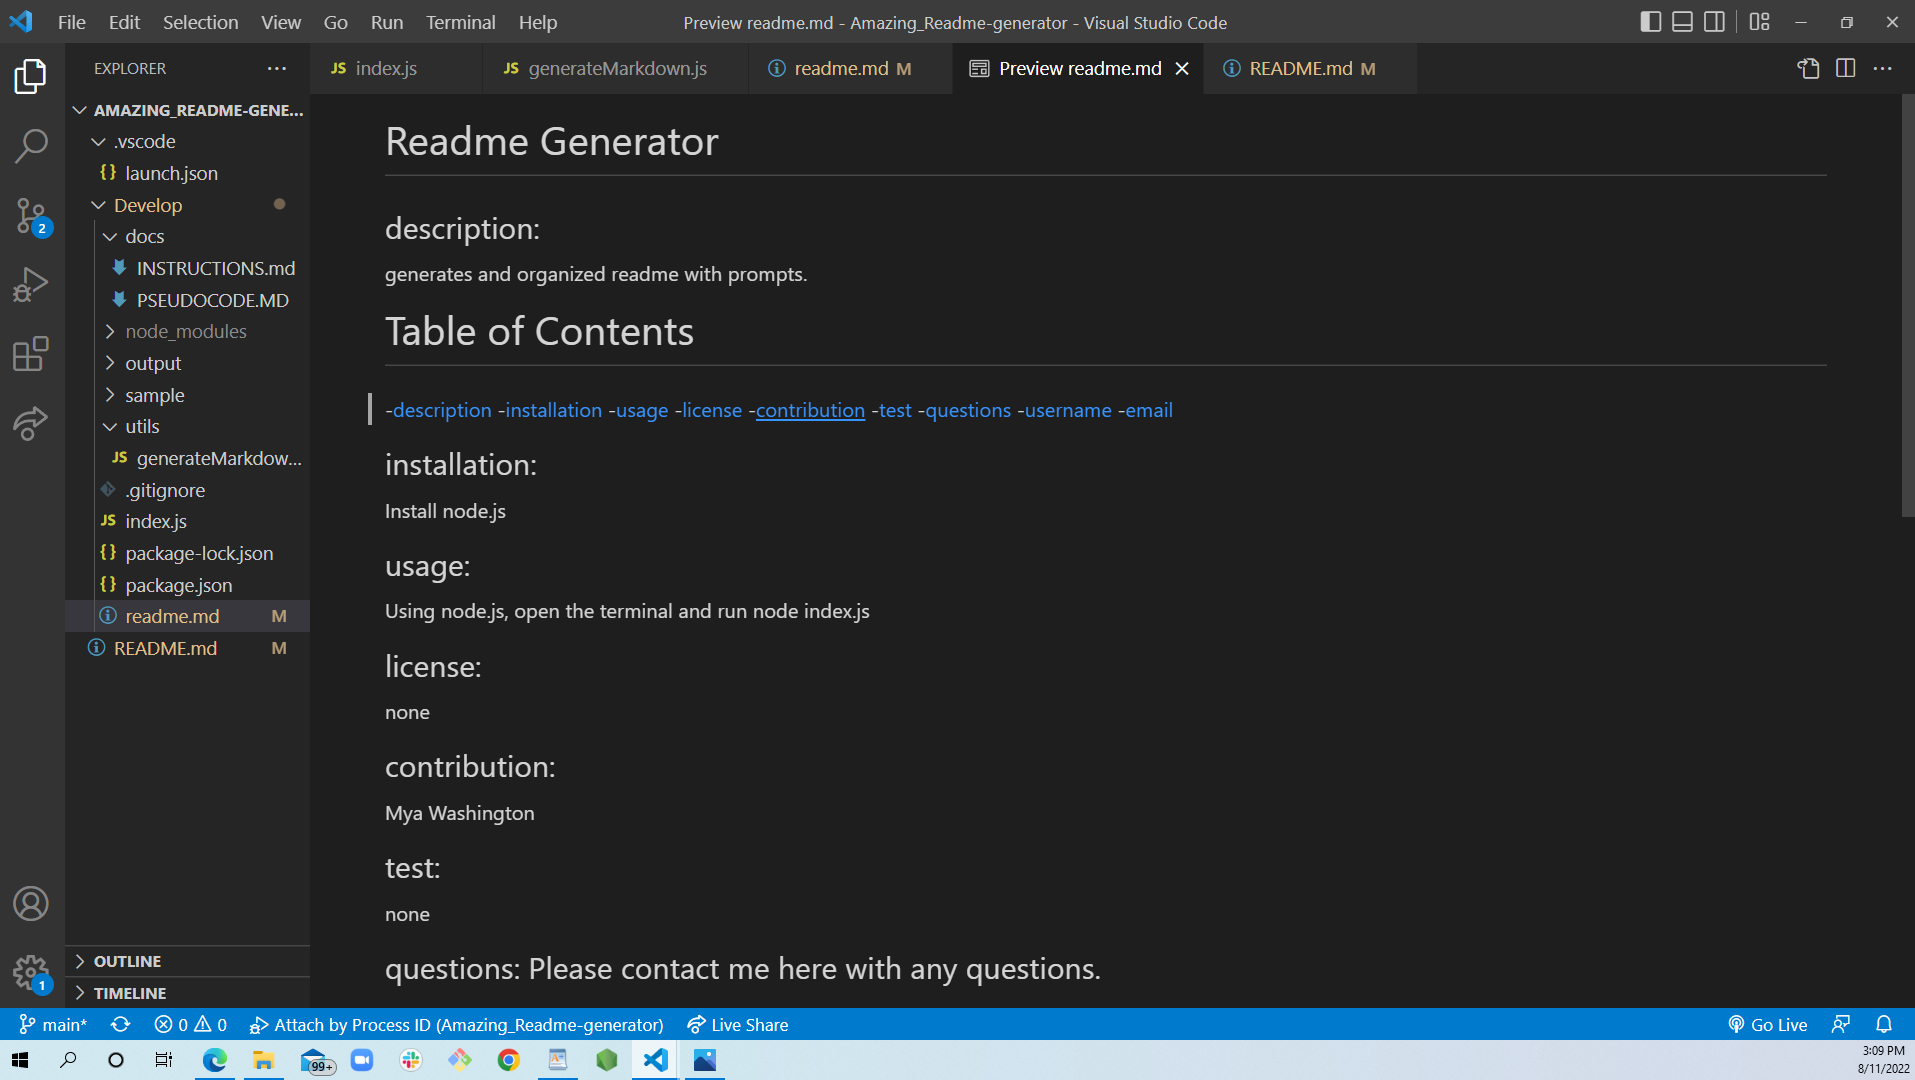 File Edit Selection View Go Run Terminal Help Preview readme.md - Amazing_Readme-generator - Visual Studio Code
EXPLORER
JS index.js JS generateMarkdown.js readme.md M Preview readme.md README.md M
AMAZING_README-GENE...
.vscode
{} launch.json
Develop
docs
INSTRUCTIONS.md
PSEUDOCODE.MD
node_modules
output
sample
utils
JS generateMarkdow...
.gitignore
JS index.js
{} package-lock.json
{} package.json
readme.md M
README.md M
OUTLINE
TIMELINE
2
1
Readme Generator
description:
generates and organized readme with prompts.
Table of Contents
-description -installation -usage -license -contribution -test -questions -username -email
installation:
Install node.js
usage:
Using node.js, open the terminal and run node index.js
license:
none
contribution:
Mya Washington
test:
none
questions: Please contact me here with any questions.
main* 0 0 Attach by Process ID (Amazing_Readme-generator) Live Share Go Live
99+
3:09 PM
8/11/2022